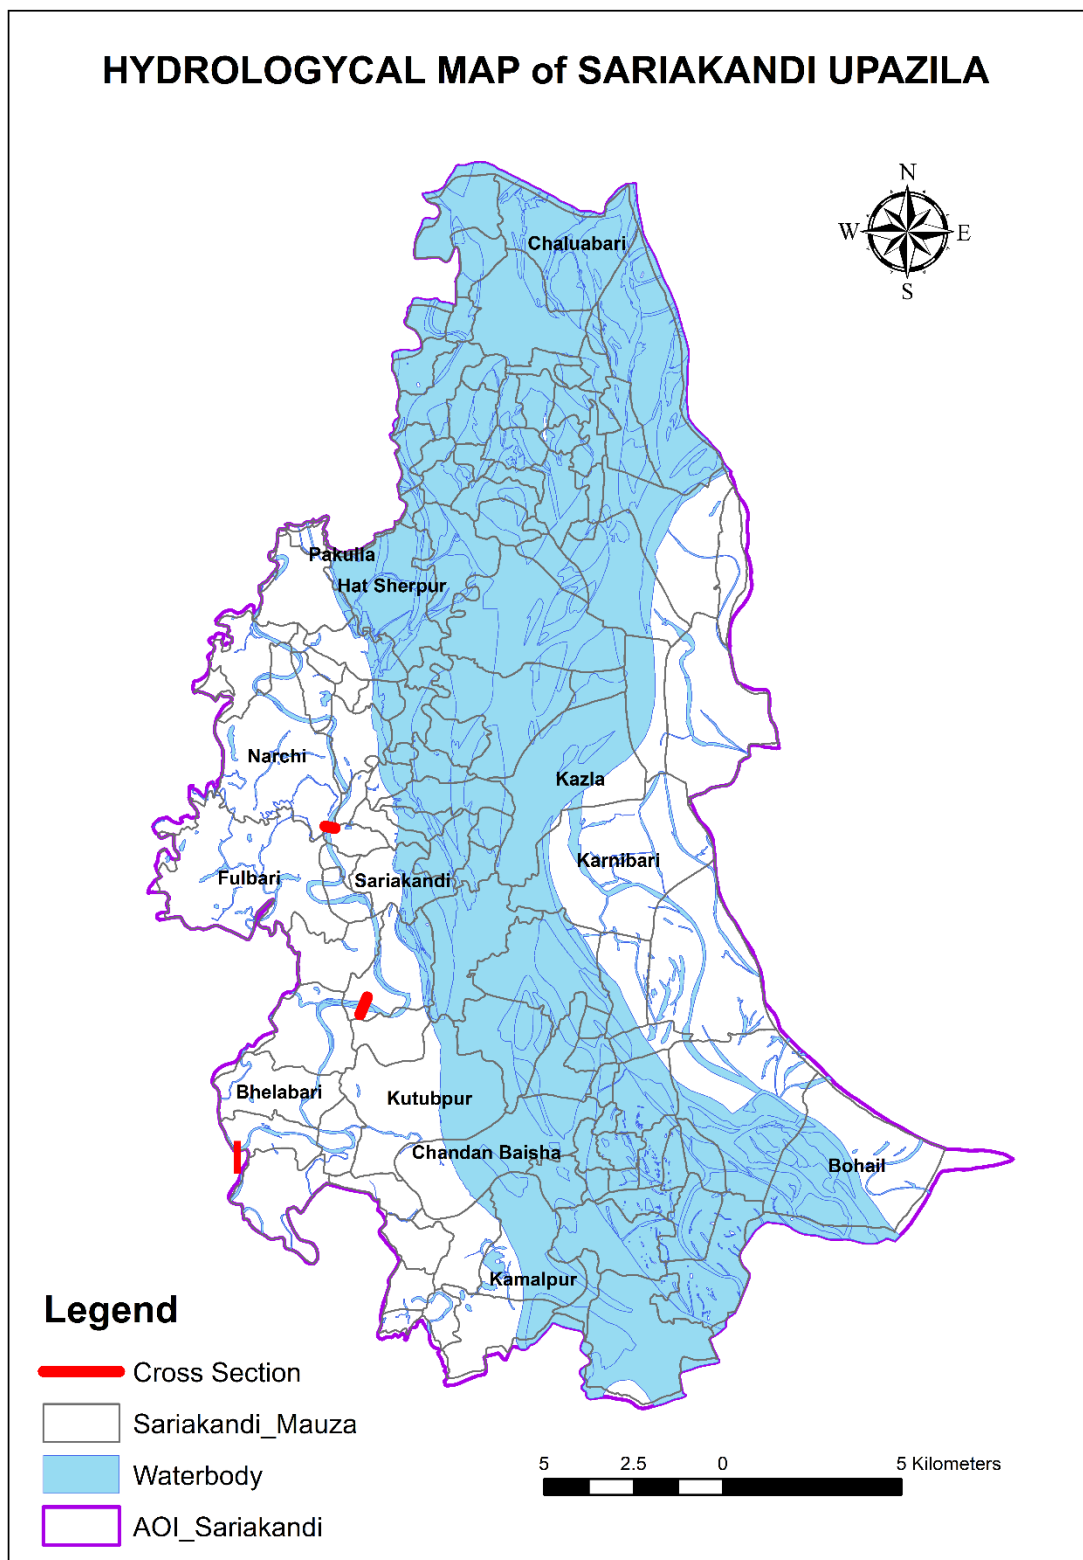 HYDROLOGYCAL MAP of SARIAKANDI UPAZILA
N
W E
S
Chaluabari
Pakulla
Hat Sherpur
Narchi
Kazla
Karnibari
Fulbari
Sariakandi
Bhelabari
Kutubpur
Chandan Baisha
Bohail
Kamalpur
Legend
Cross Section
Sariakandi_Mauza
Waterbody
AOI_Sariakandi
5 2.5 0 5 Kilometers